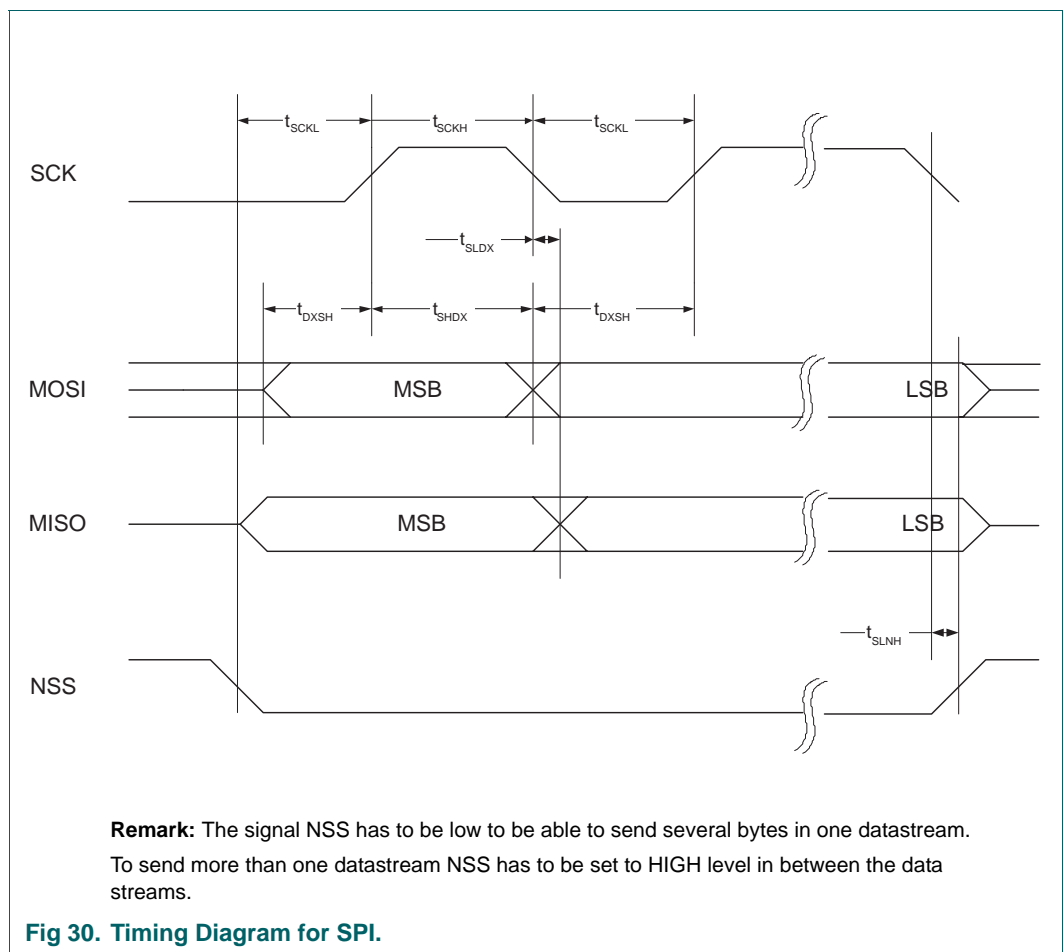 tSCKL
tSCKH
tSCKL
SCK
tSLDX
tDXSH
tSHDX
tDXSH
MOSI
MSB
LSB
MISO
MSB
LSB
tSLNH
NSS
Remark: The signal NSS has to be low to be able to send several bytes in one datastream.
To send more than one datastream NSS has to be set to HIGH level in between the data
streams.
Fig 30. Timing Diagram for SPI.